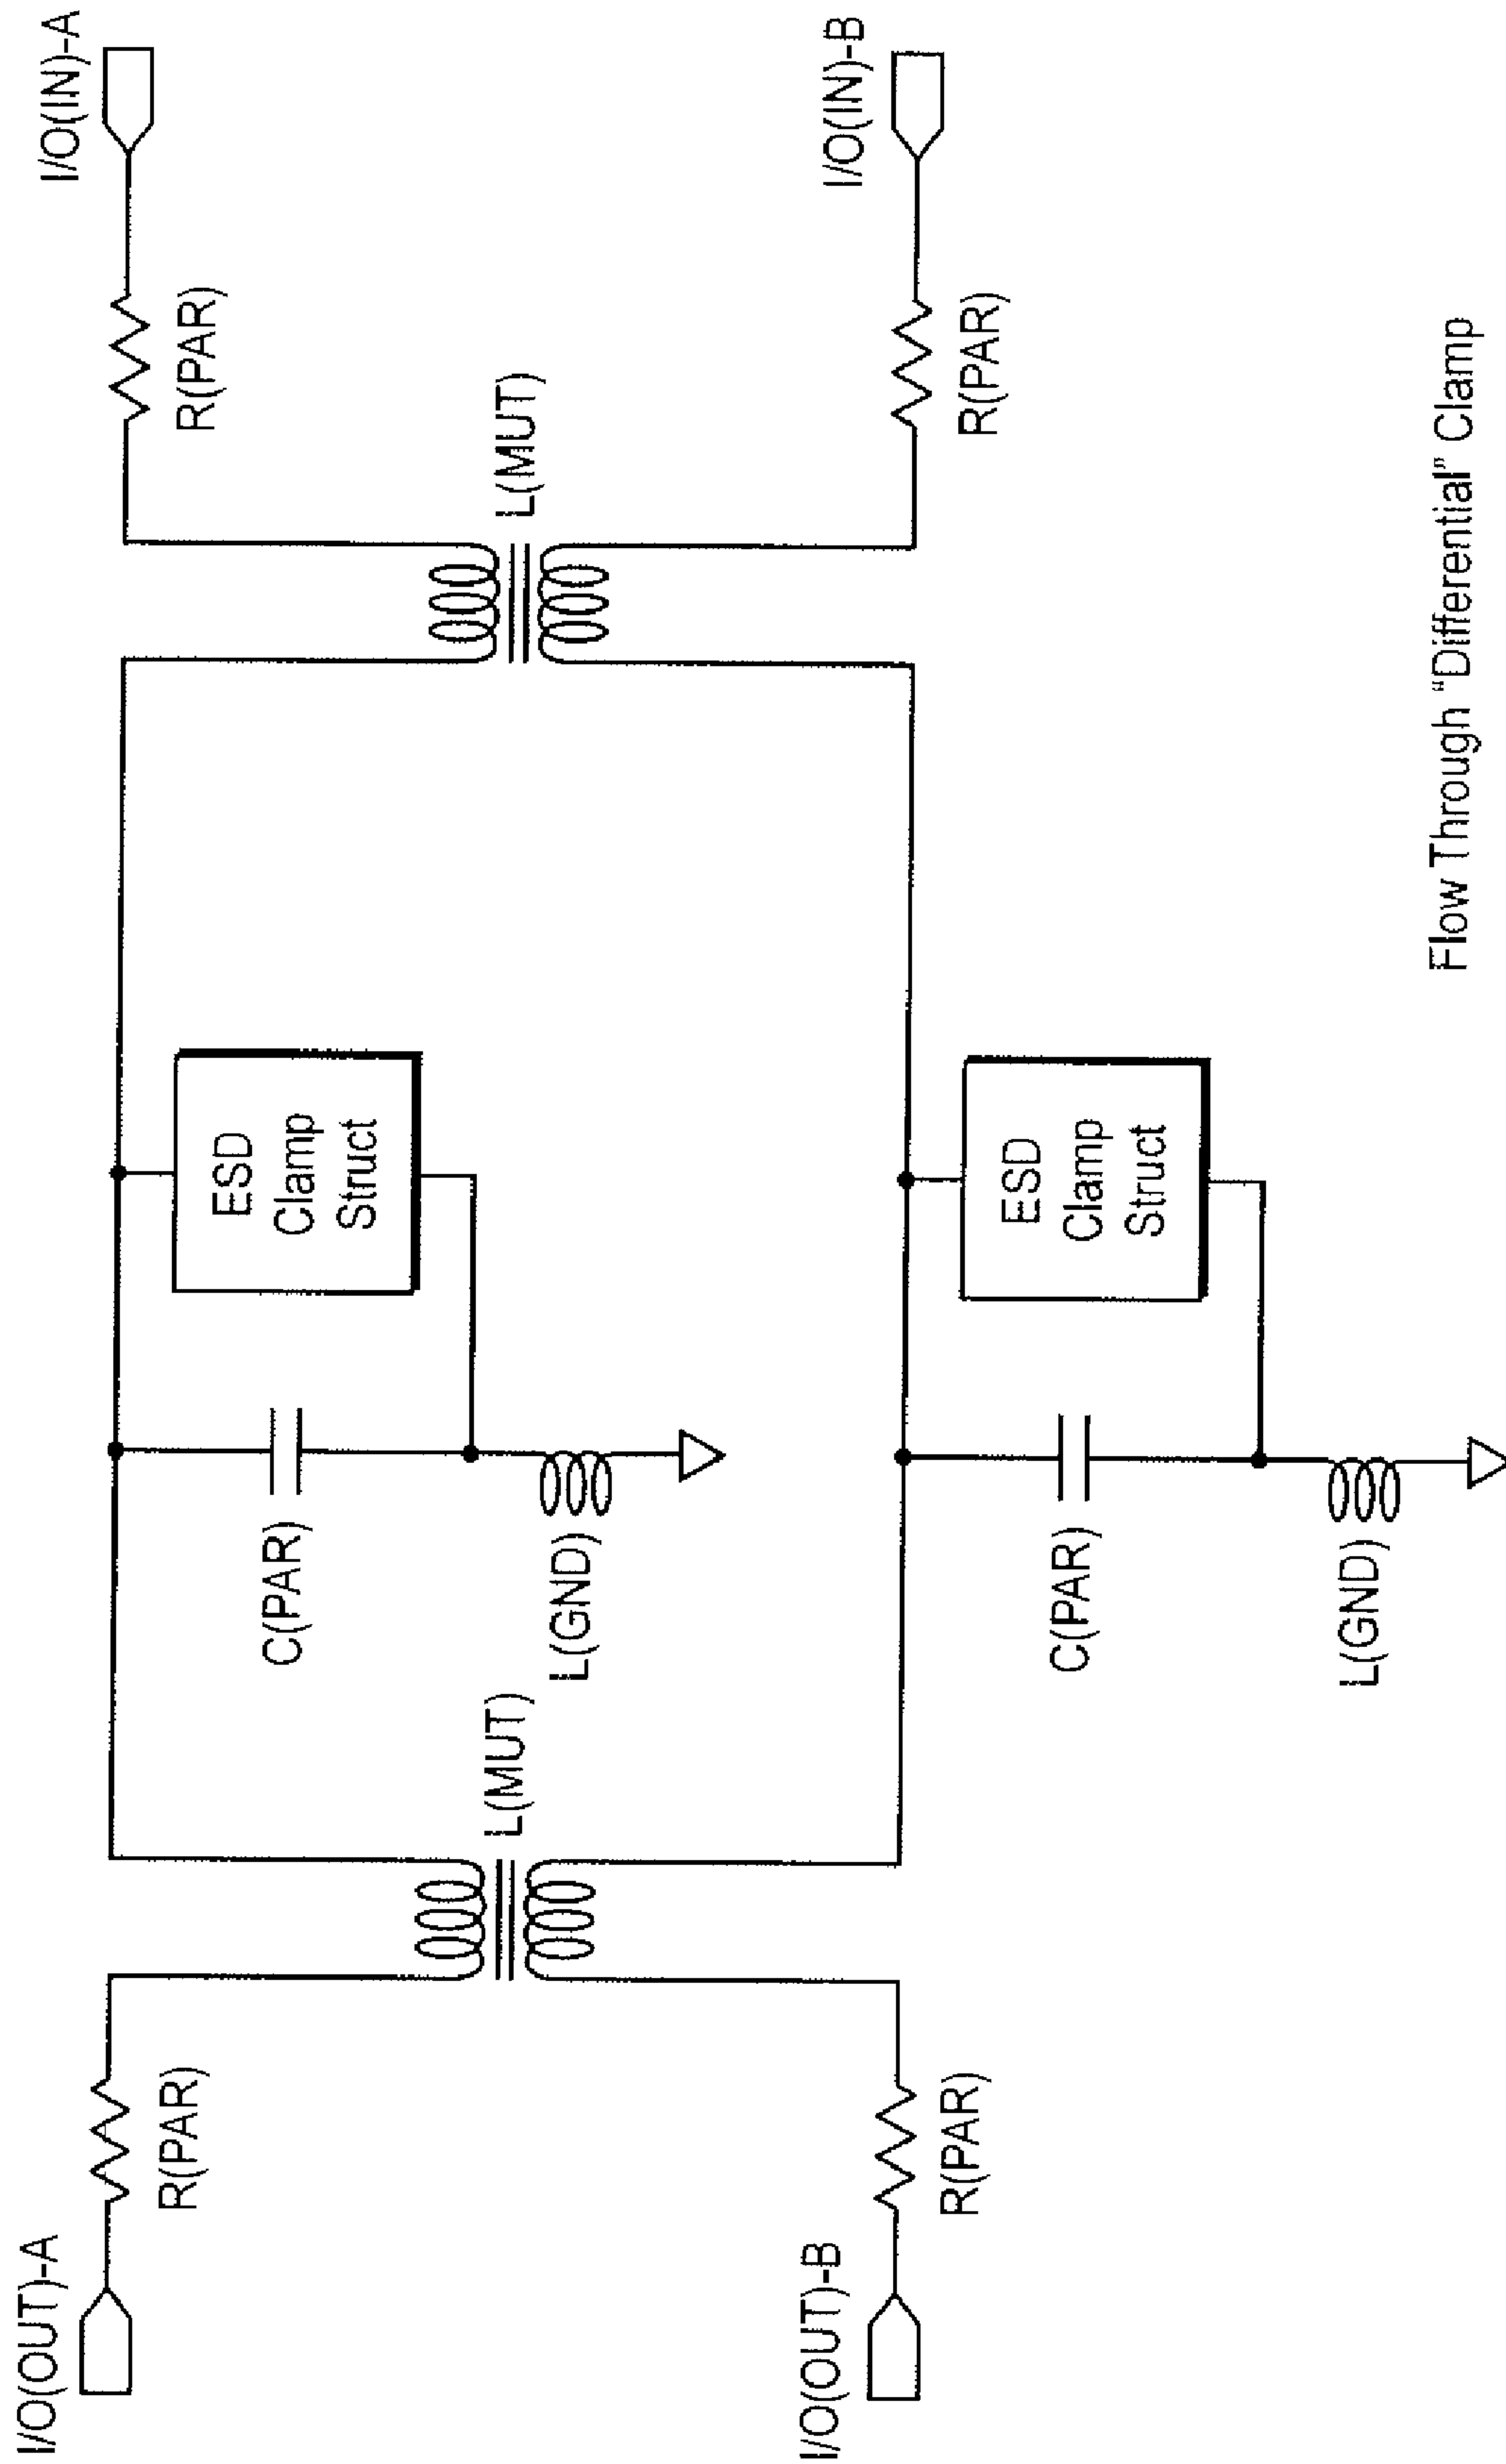 I/O(OUT)-A
I/O(IN)-A
R(PAR)
R(PAR)
C(PAR)
ESD
Clamp
Struct
L(MUT)
L(GND)
L(MUT)
I/O(OUT)-B
I/O(IN)-B
R(PAR)
R(PAR)
C(PAR)
ESD
Clamp
Struct
L(GND)
Flow Through "Differential" Clamp